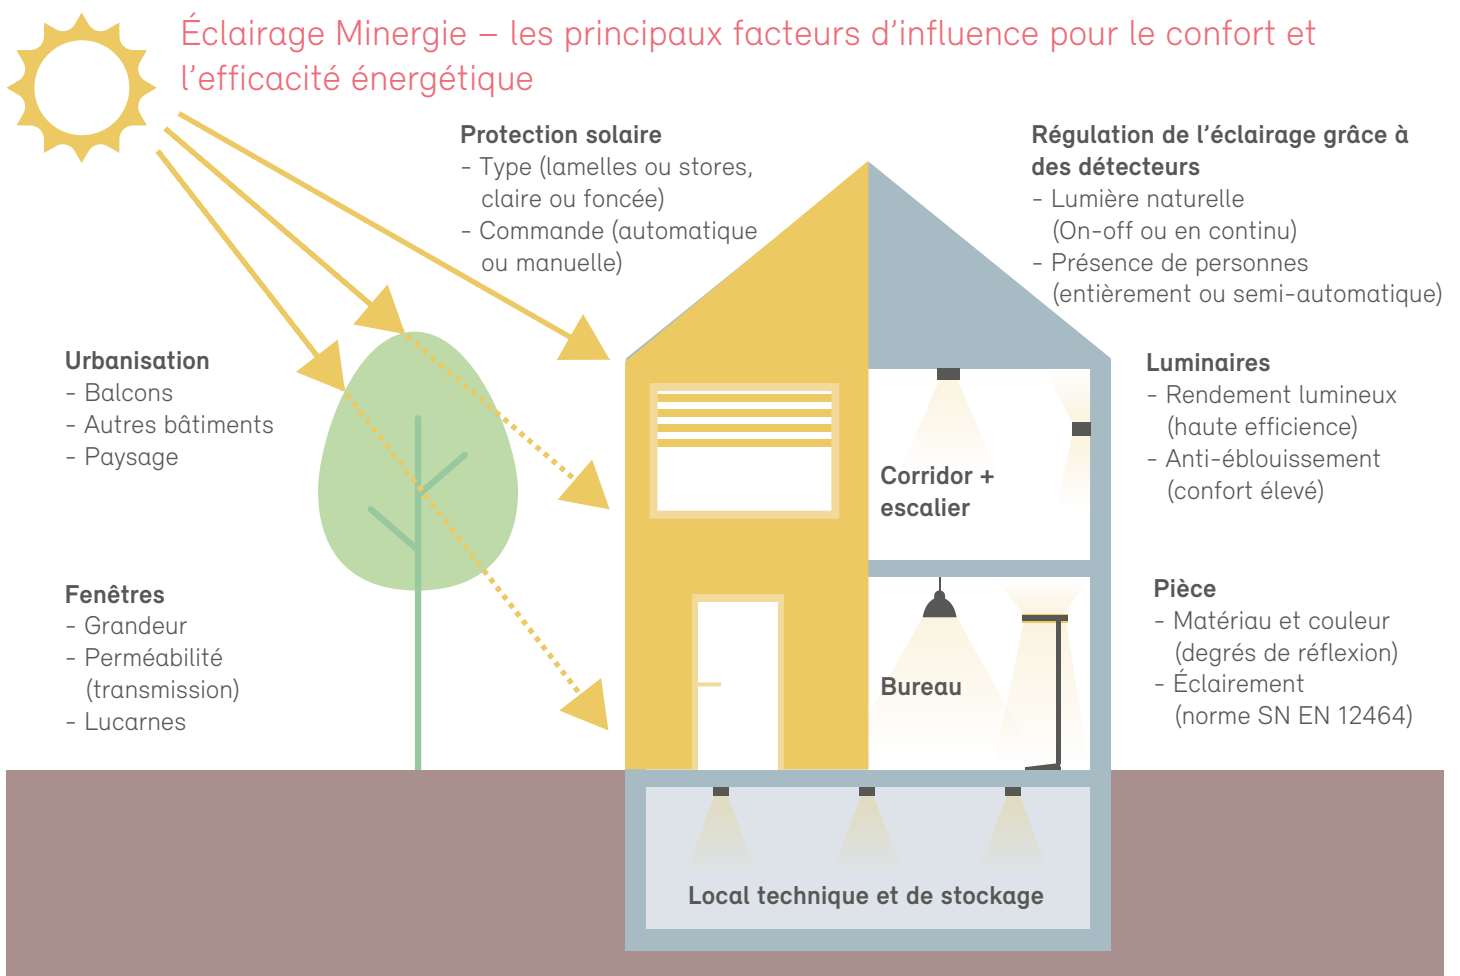 Éclairage Minergie – les principaux facteurs d'influence pour le confort et
l'efficacité énergétique
Protection solaire
- Type (lamelles ou stores,
claire ou foncée)
- Commande (automatique
ou manuelle)
Régulation de l'éclairage grâce à
des détecteurs
- Lumière naturelle
(On-off ou en continu)
- Présence de personnes
(entièrement ou semi-automatique)
Urbanisation
- Balcons
- Autres bâtiments
- Paysage
Luminaires
- Rendement lumineux
(haute efficience)
- Anti-éblouissement
(confort élevé)
Corridor +
escalier
Fenêtres
- Grandeur
- Perméabilité
(transmission)
- Lucarnes
Pièce
- Matériau et couleur
(degrés de réflexion)
- Éclairement
(norme SN EN 12464)
Bureau
Local technique et de stockage